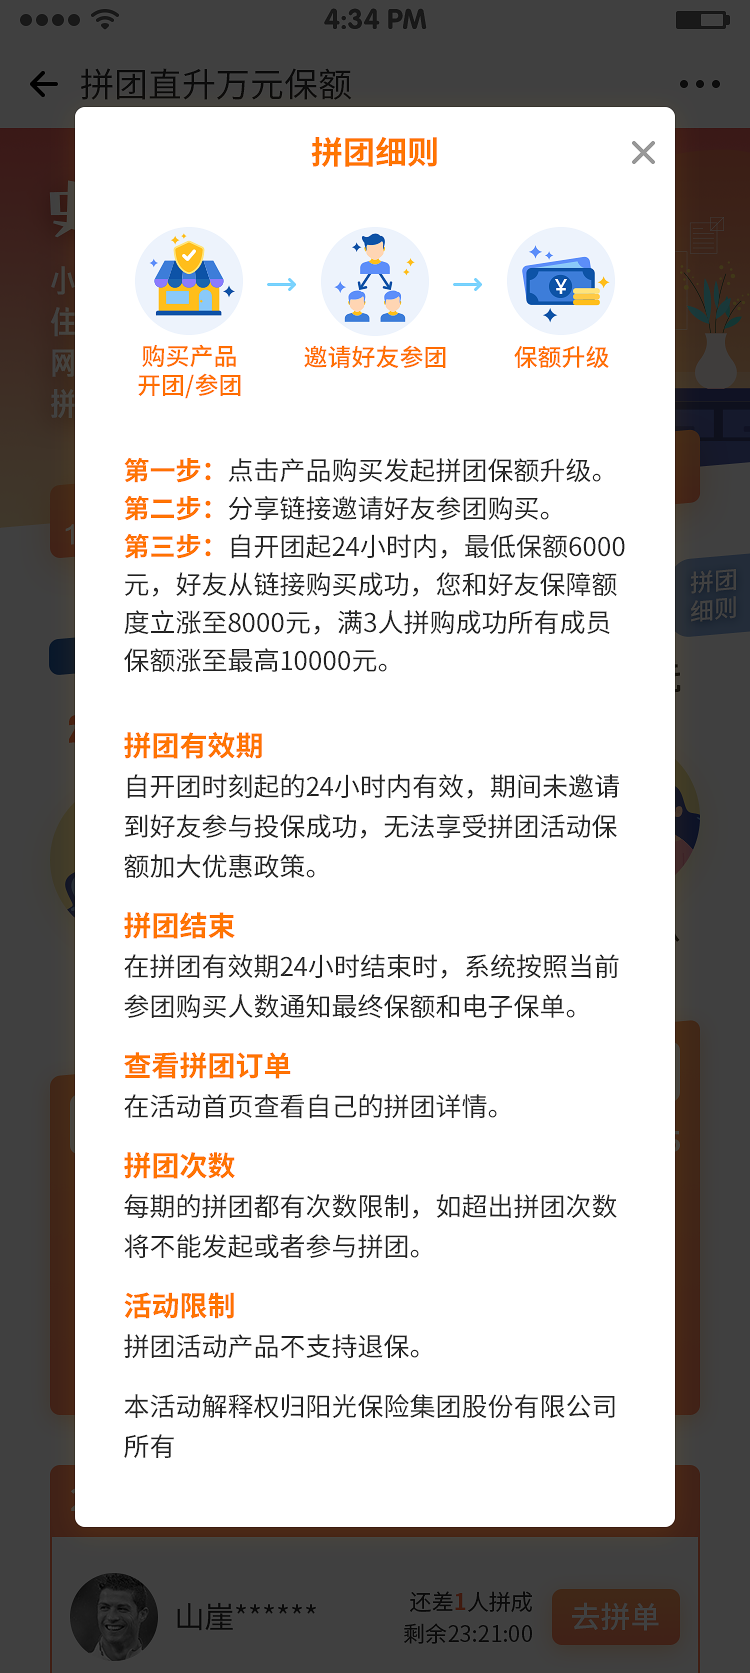 4:34 PM
拼团直升万元保额
拼团细则
小
住
网
拼
购买产品
开团/参团
邀请好友参团
保额升级
第一步：点击产品购买发起拼团保额升级。
第二步：分享链接邀请好友参团购买。
第三步：自开团起24小时内，最低保额6000
元，好友从链接购买成功，您和好友保障额
度立涨至8000元，满3人拼购成功所有成员
保额涨至最高10000元。
拼团
细则
拼团有效期
自开团时刻起的24小时内有效，期间未邀请
到好友参与投保成功，无法享受拼团活动保
额加大优惠政策。
拼团结束
在拼团有效期24小时结束时，系统按照当前
参团购买人数通知最终保额和电子保单。
查看拼团订单
在活动首页查看自己的拼团详情。
拼团次数
每期的拼团都有次数限制，如超出拼团次数
将不能发起或者参与拼团。
活动限制
拼团活动产品不支持退保。
本活动解释权归阳光保险集团股份有限公司
所有
山崖******
还差1人拼成
剩余23:21:00
去拼单